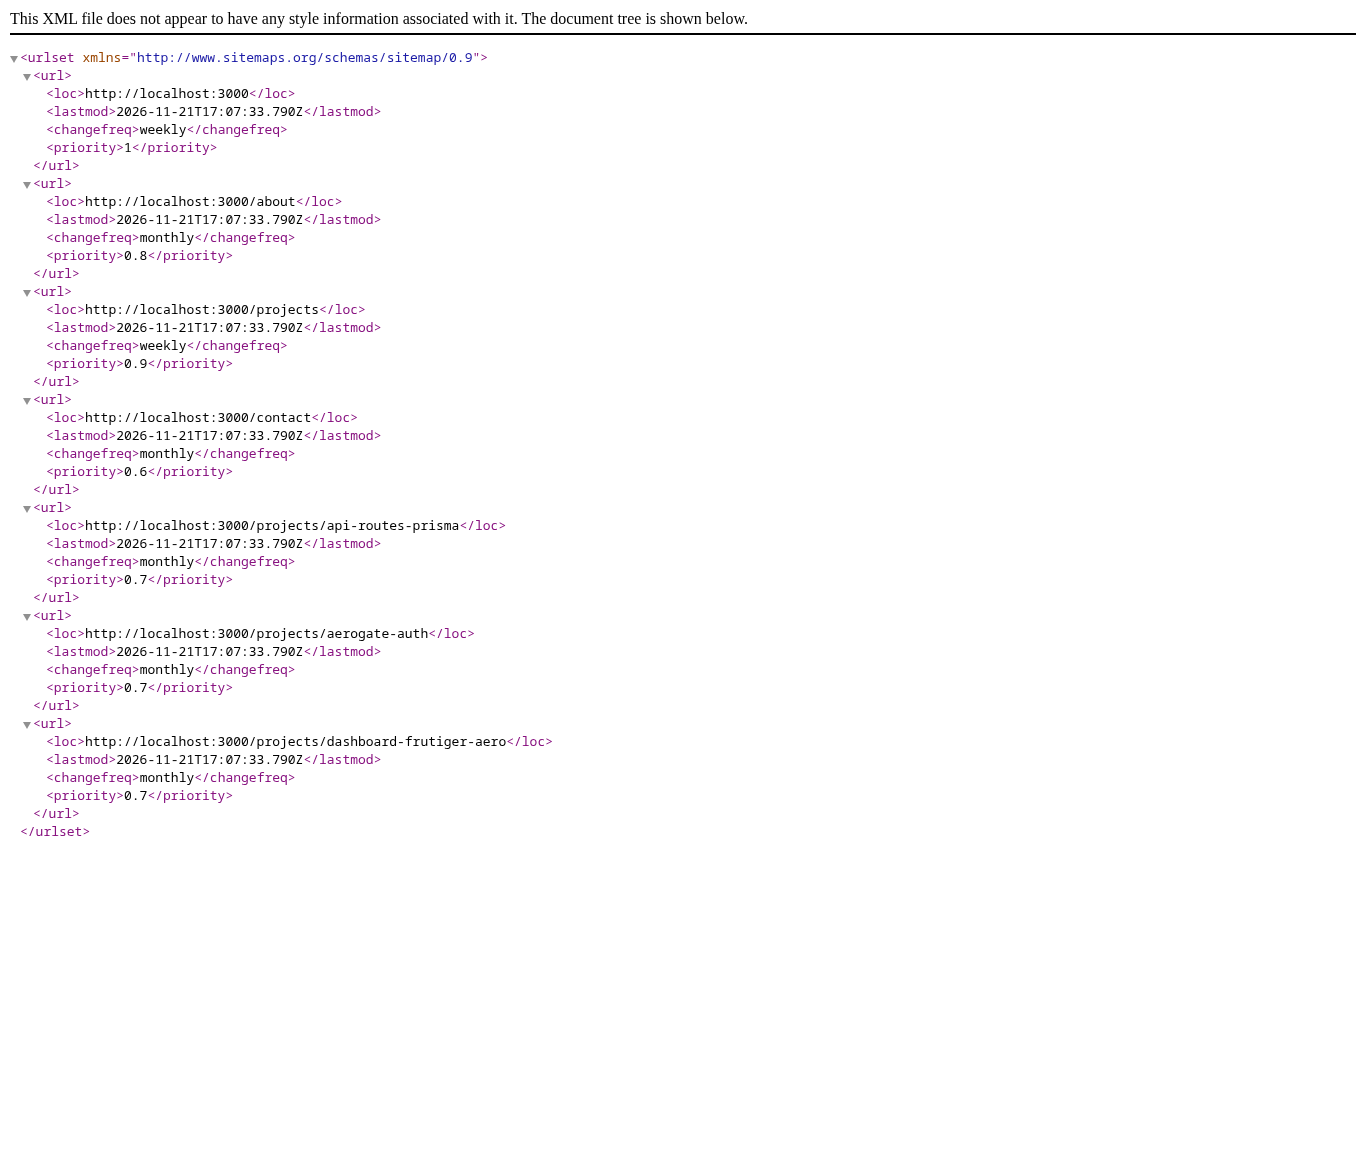 This XML file does not appear to have any style information associated with it. The document tree is shown below.
<urlset xmlns="http://www.sitemaps.org/schemas/sitemap/0.9">
<url>
<loc>http://localhost:3000</loc>
<lastmod>2026-11-21T17:07:33.790Z</lastmod>
<changefreq>weekly</changefreq>
<priority>1</priority>
</url>
<url>
<loc>http://localhost:3000/about</loc>
<lastmod>2026-11-21T17:07:33.790Z</lastmod>
<changefreq>monthly</changefreq>
<priority>0.8</priority>
</url>
<url>
<loc>http://localhost:3000/projects</loc>
<lastmod>2026-11-21T17:07:33.790Z</lastmod>
<changefreq>weekly</changefreq>
<priority>0.9</priority>
</url>
<url>
<loc>http://localhost:3000/contact</loc>
<lastmod>2026-11-21T17:07:33.790Z</lastmod>
<changefreq>monthly</changefreq>
<priority>0.6</priority>
</url>
<url>
<loc>http://localhost:3000/projects/api-routes-prisma</loc>
<lastmod>2026-11-21T17:07:33.790Z</lastmod>
<changefreq>monthly</changefreq>
<priority>0.7</priority>
</url>
<url>
<loc>http://localhost:3000/projects/aerogate-auth</loc>
<lastmod>2026-11-21T17:07:33.790Z</lastmod>
<changefreq>monthly</changefreq>
<priority>0.7</priority>
</url>
<url>
<loc>http://localhost:3000/projects/dashboard-frutiger-aero</loc>
<lastmod>2026-11-21T17:07:33.790Z</lastmod>
<changefreq>monthly</changefreq>
<priority>0.7</priority>
</url>
</urlset>